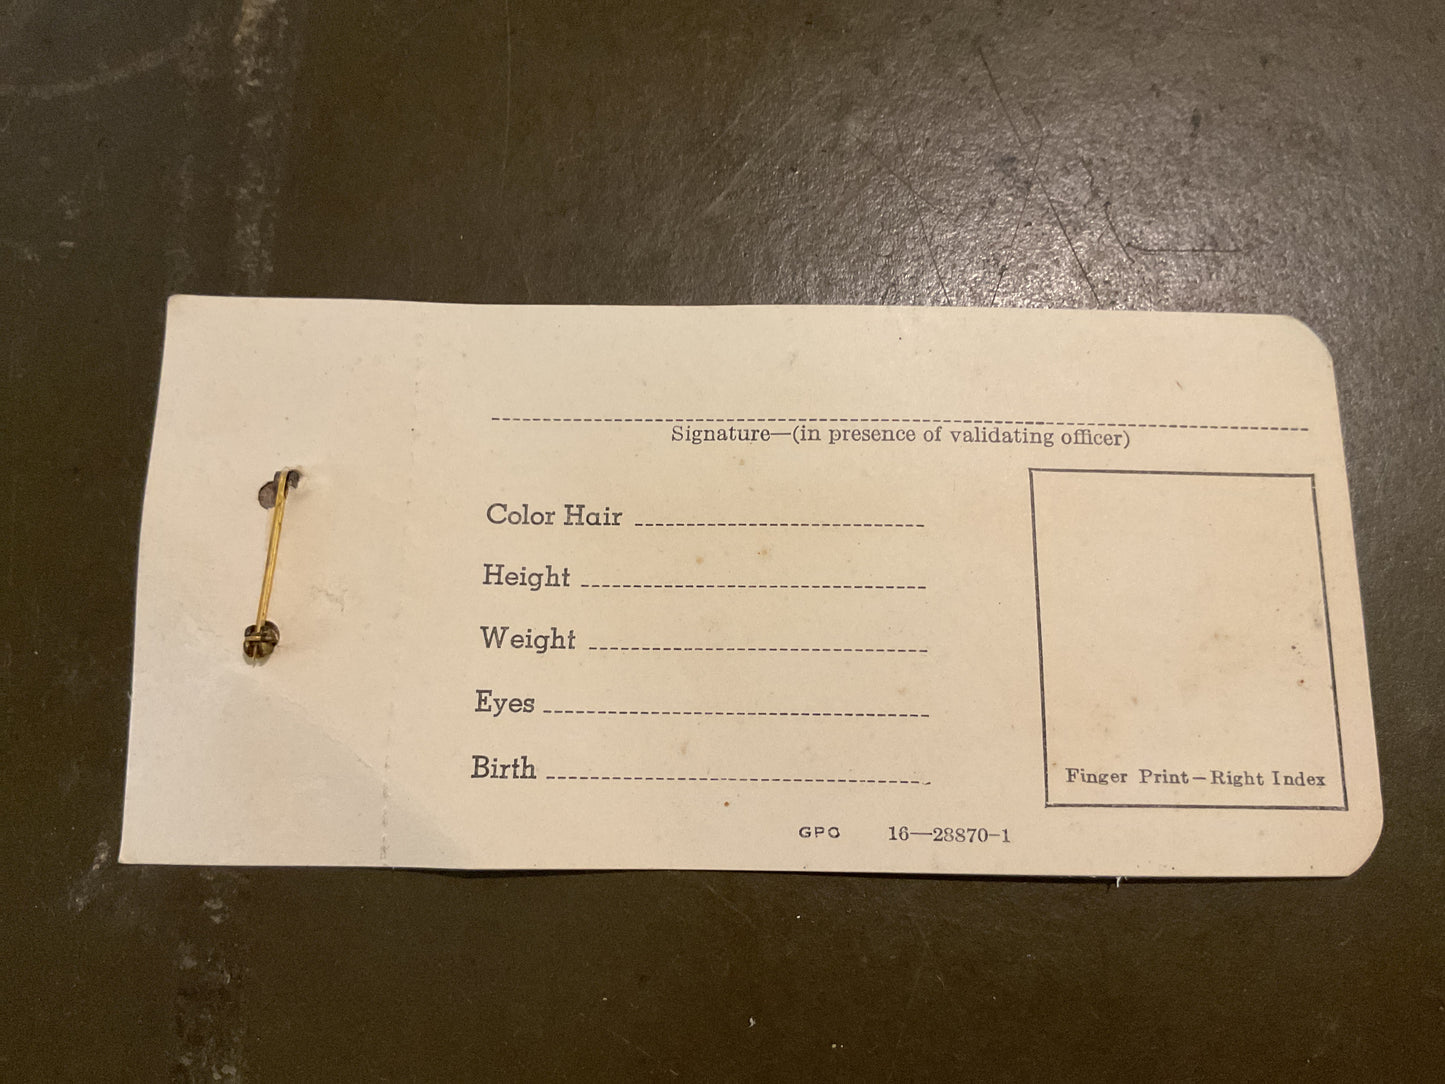 Signature—(in presence of validating officer)
Color Hair
Height
Weight
Eyes
Birth
Finger Print—Right Index
GPO 16—28870-1